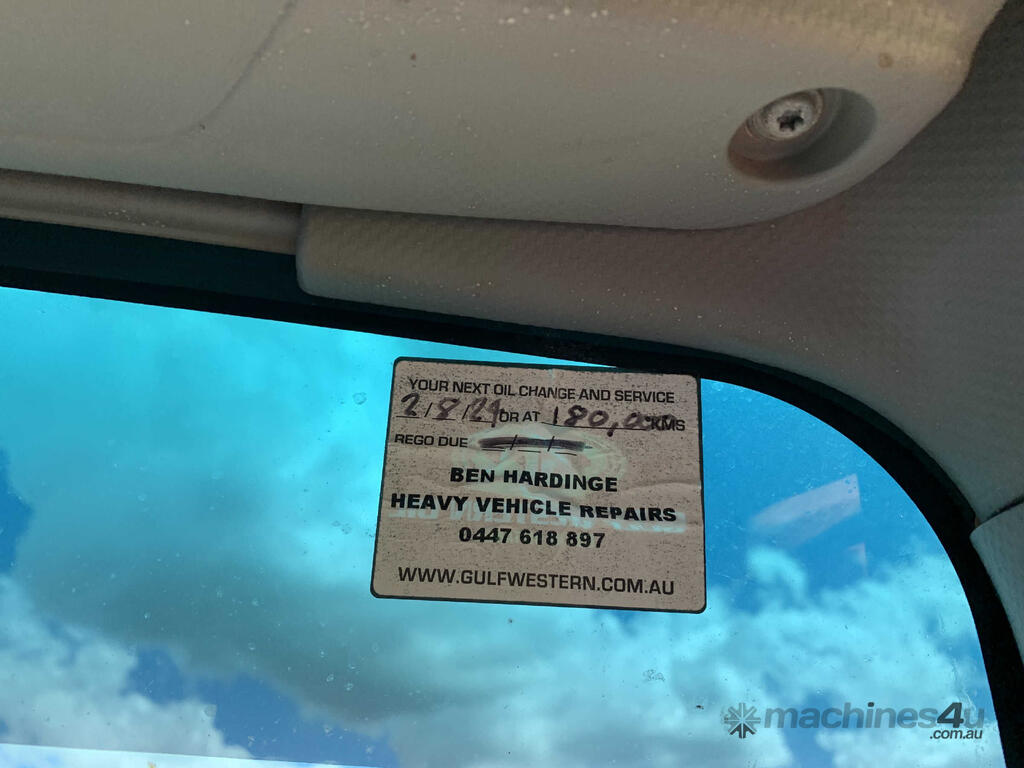 YOUR NEXT OIL CHANGE AND SERVICE
2/8/24 OR AT 180,000 KMS
REGO DUE / /
BEN HARDINGE
HEAVY VEHICLE REPAIRS
0447 618 897
WWW.GULFWESTERN.COM.AU
machines4u
.com.au